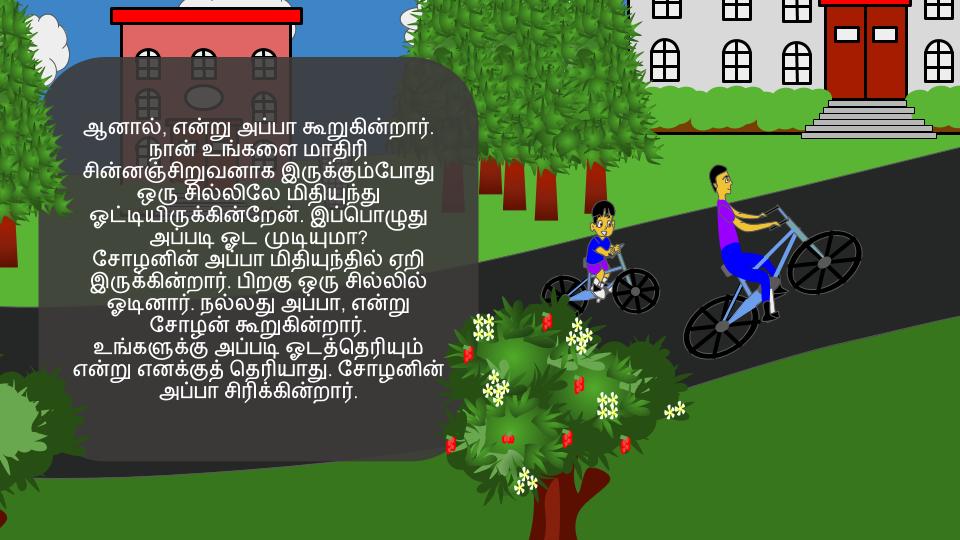 ஆனால், என்று அப்பா கூறுகின்றார்.
நான் உங்களை மாதிரி
சின்னஞ்சிறுவனாக இருக்கும்போது
ஒரு சில்லிலே மிதியுந்து
ஓட்டியிருக்கின்றேன். இப்பொழுது
அப்படி ஓட முடியுமா?
சோழனின் அப்பா மிதியுந்தில் ஏறி
இருக்கின்றார். பிறகு ஒரு சில்லில்
ஓடினார். நல்லது அப்பா, என்று
சோழன் கூறுகின்றார்.
உங்களுக்கு அப்படி ஓடத்தெரியும்
என்று எனக்குத் தெரியாது. சோழனின்
அப்பா சிரிக்கின்றார்.